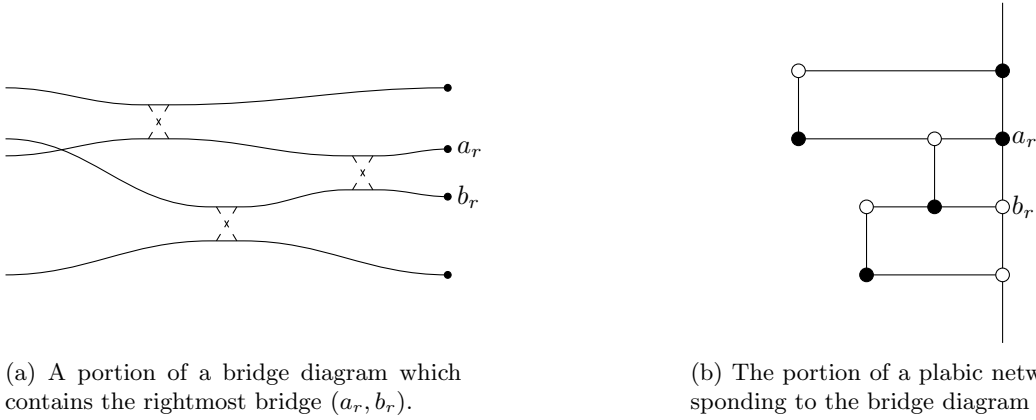 a_r
b_r
a_r
b_r
(a) A portion of a bridge diagram which
contains the rightmost bridge (a_r, b_r).
(b) The portion of a plabic netw
sponding to the bridge diagram